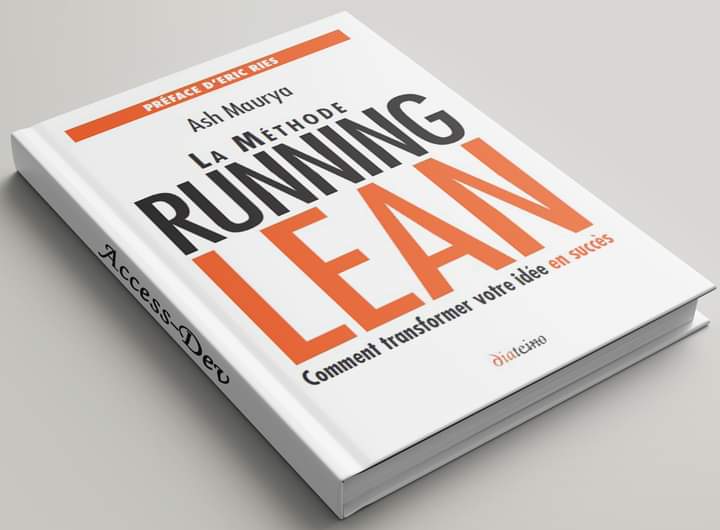 PRÉFACE D'ERIC RIES
Ash Maurya
LA MÉTHODE
RUNNING
LEAN
Comment transformer votre idée en succès
diateino
Access-Dev